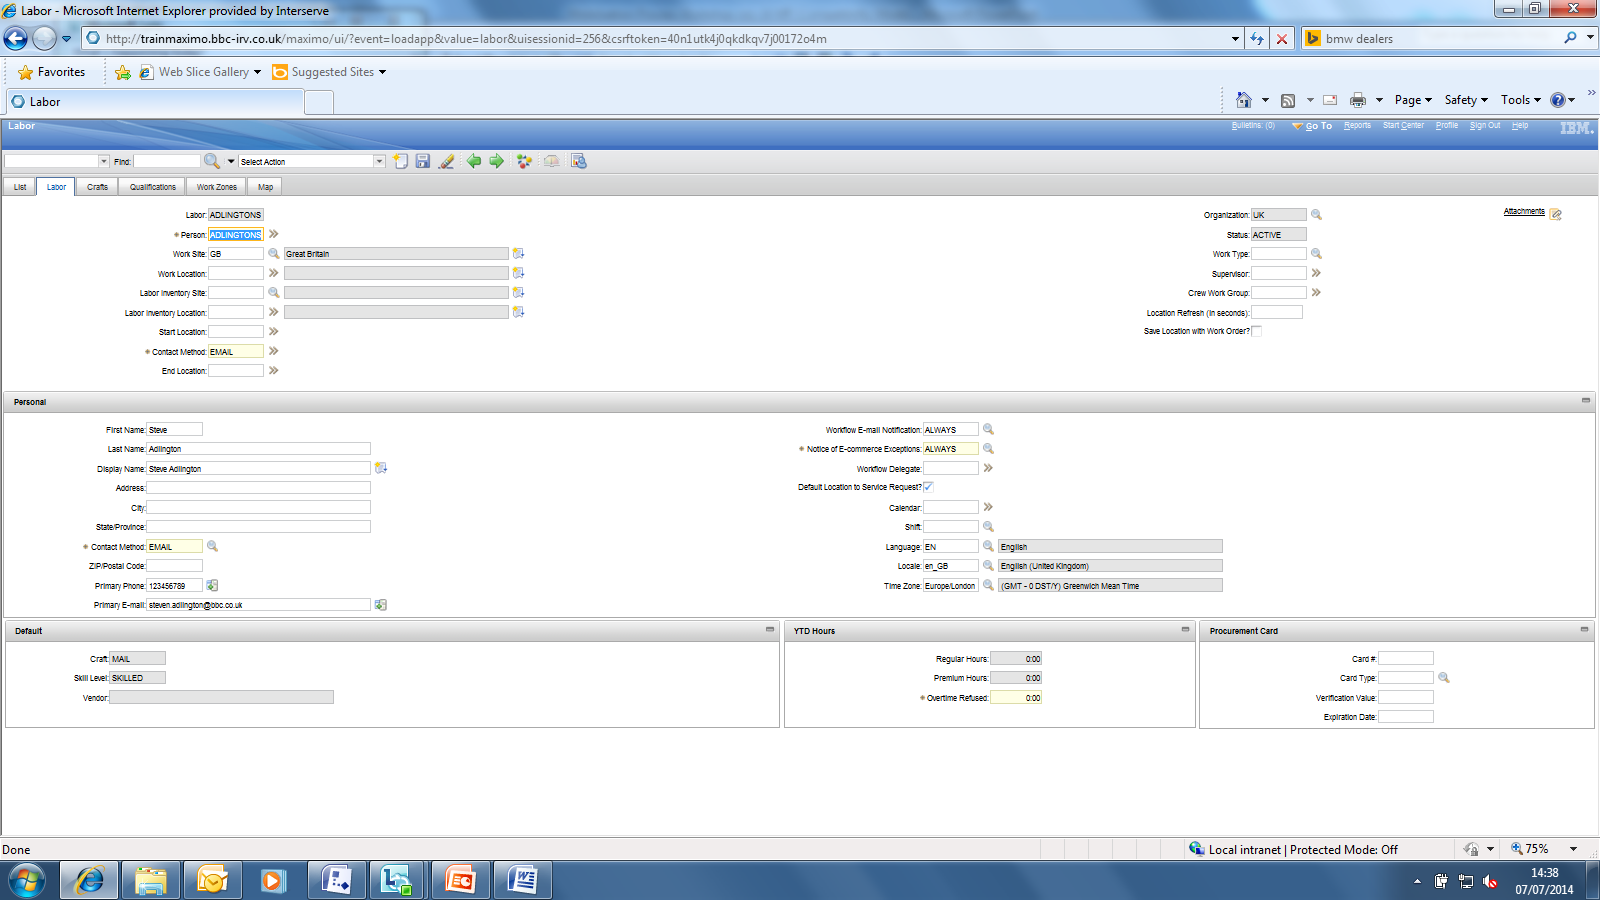 Labor - Microsoft Internet Explorer provided by Interserve
http://trainmaximo.bbc-irv.co.uk/maximo/ui/?event=loadapp&value=labor&uisessionid=256&csrftoken=40n1utk4j0qkdkqv7j00172o4m
bmw dealers
Favorites Web Slice Gallery Suggested Sites
Labor
Page Safety Tools
Labor
Bulletins: (0) Go To Reports Start Center Profile Sign Out Help IBM.
Find: Select Action
List Labor Crafts Qualifications Work Zones Map
Labor: ADLINGTONS Organization: UK Attachments
Person: ADLINGTONS Status: ACTIVE
Work Site: GB Great Britain Work Type:
Work Location: Supervisor:
Labor Inventory Site: Crew Work Group:
Labor Inventory Location: Location Refresh (in seconds):
Start Location: Save Location with Work Order?
Contact Method: EMAIL
End Location:
Personal
First Name: Steve Workflow E-mail Notification: ALWAYS
Last Name: Adlington Notice of E-commerce Exceptions: ALWAYS
Display Name: Steve Adlington Workflow Delegate:
Address: Default Location to Service Request?
City: Calendar:
State/Province: Shift:
Contact Method: EMAIL Language: EN English
ZIP/Postal Code: Locale: en_GB English (United Kingdom)
Primary Phone: 123456789 Time Zone: Europe/London (GMT - 0 DST/Y) Greenwich Mean Time
Primary E-mail: steven.adlington@bbc.co.uk
Default YTD Hours Procurement Card
Craft: MAIL Regular Hours: 0:00 Card #:
Skill Level: SKILLED Premium Hours: 0:00 Card Type:
Vendor: Overtime Refused: 0:00 Verification Value:
Expiration Date:
Done Local intranet | Protected Mode: Off 75%
14:38
07/07/2014